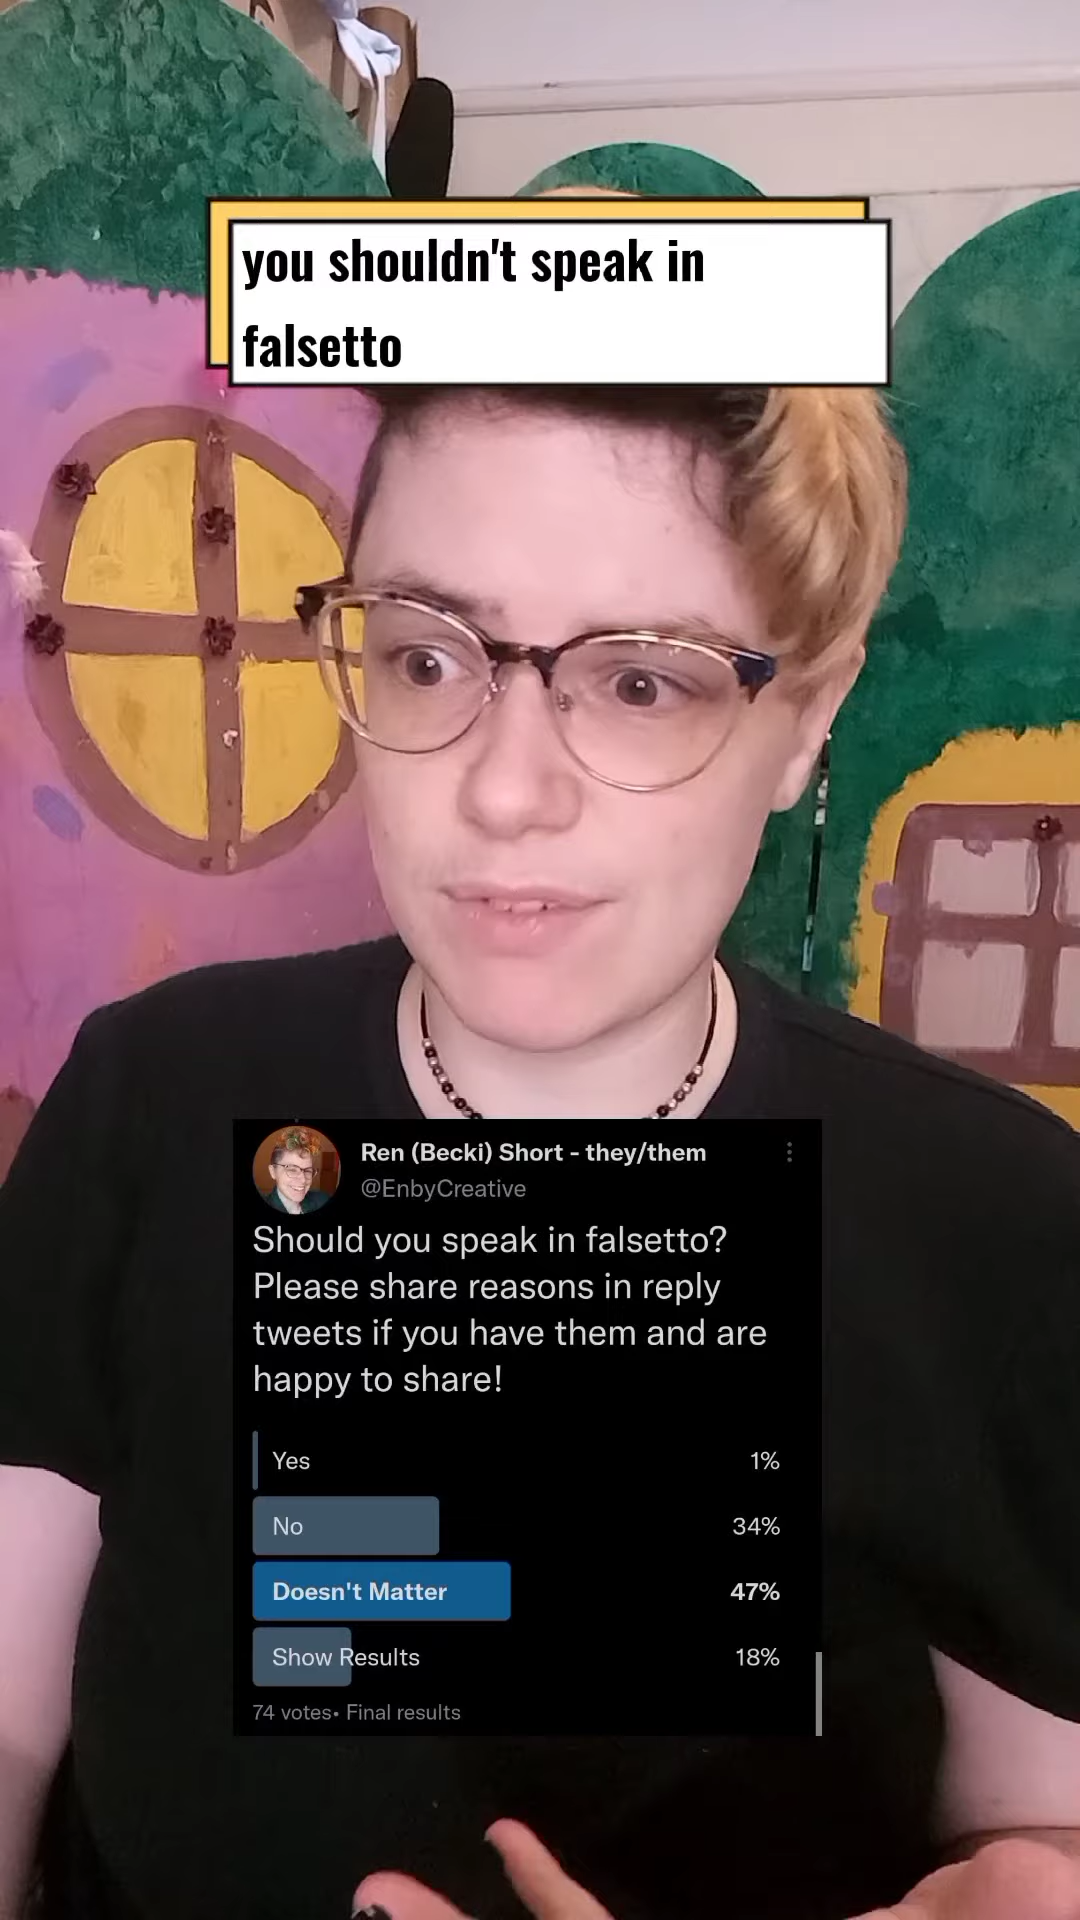 you shouldn't speak in
falsetto
Ren (Becki) Short - they/them
@EnbyCreative
Should you speak in falsetto?
Please share reasons in reply
tweets if you have them and are
happy to share!
Yes 1%
No 34%
Doesn't Matter 47%
Show Results 18%
74 votes• Final results